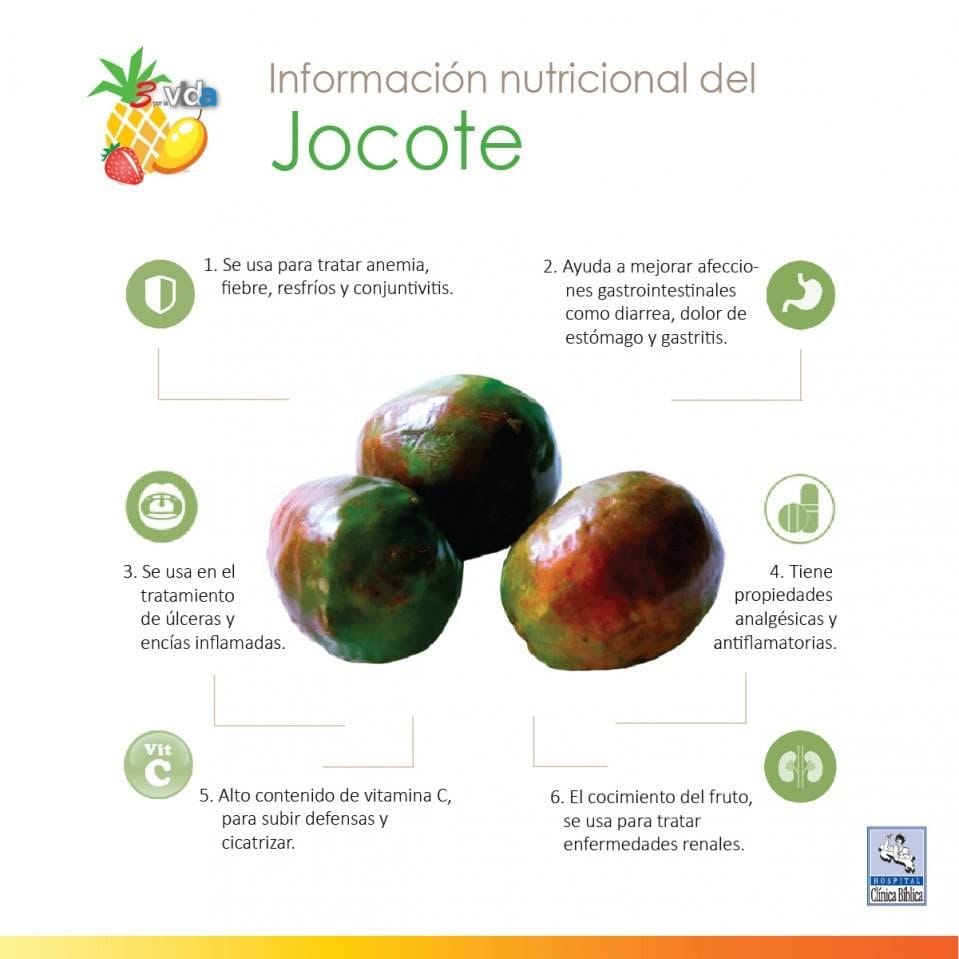 3 por la vida
Información nutricional del
Jocote
1. Se usa para tratar anemia,
fiebre, resfríos y conjuntivitis.
2. Ayuda a mejorar afeccio-
nes gastrointestinales
como diarrea, dolor de
estómago y gastritis.
3. Se usa en el
tratamiento
de úlceras y
encías inflamadas.
4. Tiene
propiedades
analgésicas y
antiflamatorias.
Vit
C
5. Alto contenido de vitamina C,
para subir defensas y
cicatrizar.
6. El cocimiento del fruto,
se usa para tratar
enfermedades renales.
HOSPITAL
Clínica Bíblica